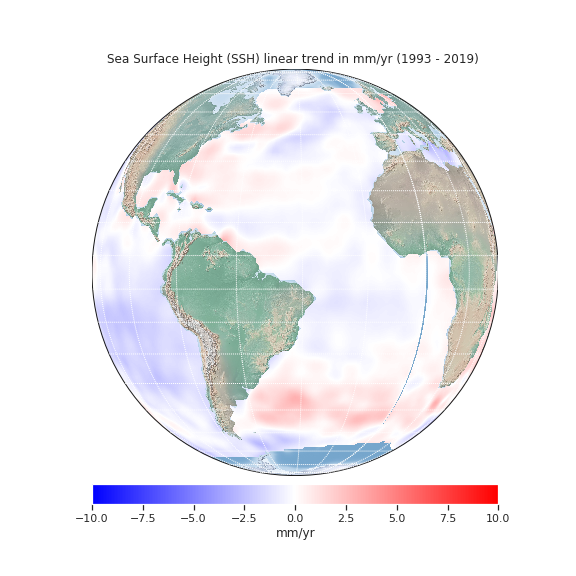 Sea Surface Height (SSH) linear trend in mm/yr (1993 - 2019)
−10.0 −7.5 −5.0 −2.5 0.0 2.5 5.0 7.5 10.0
mm/yr